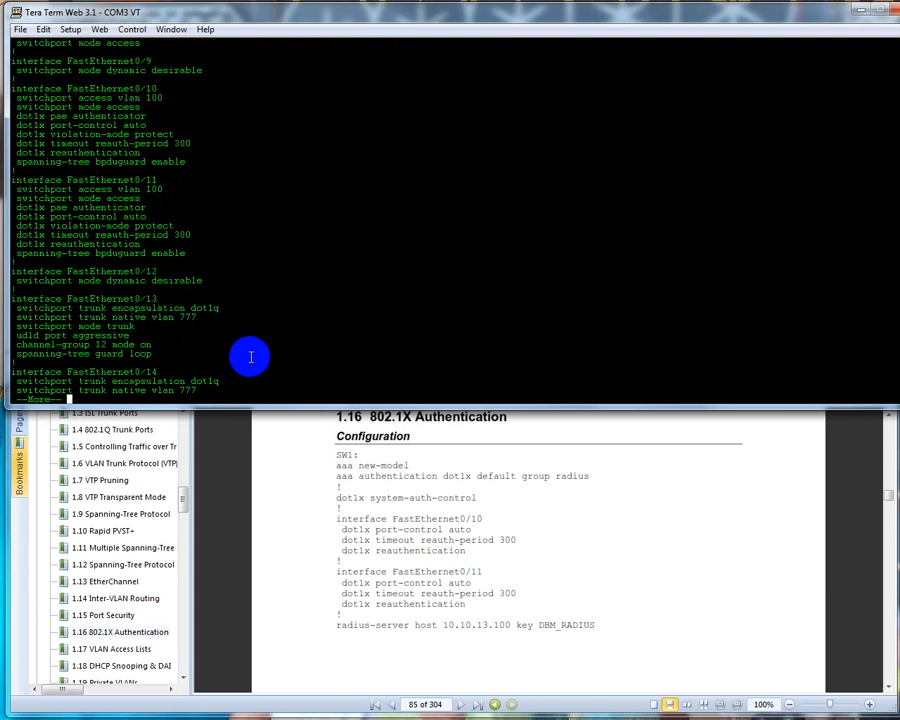 Tera Term Web 3.1 - COM3 VT
File Edit Setup Web Control Window Help
switchport mode access
!
interface FastEthernet0/9
switchport mode dynamic desirable
!
interface FastEthernet0/10
switchport access vlan 100
switchport mode access
dot1x pae authenticator
dot1x port-control auto
dot1x violation-mode protect
dot1x timeout reauth-period 300
dot1x reauthentication
spanning-tree bpduguard enable
!
interface FastEthernet0/11
switchport access vlan 100
switchport mode access
dot1x pae authenticator
dot1x port-control auto
dot1x violation-mode protect
dot1x timeout reauth-period 300
dot1x reauthentication
spanning-tree bpduguard enable
!
interface FastEthernet0/12
switchport mode dynamic desirable
!
interface FastEthernet0/13
switchport trunk encapsulation dot1q
switchport trunk native vlan 777
switchport mode trunk
udld port aggressive
channel-group 12 mode on
spanning-tree guard loop
!
interface FastEthernet0/14
switchport trunk encapsulation dot1q
switchport trunk native vlan 777
--More--
Pages
Bookmarks
1.3 ISL Trunk Ports
1.4 802.1Q Trunk Ports
1.5 Controlling Traffic over Tr
1.6 VLAN Trunk Protocol (VTP)
1.7 VTP Pruning
1.8 VTP Transparent Mode
1.9 Spanning-Tree Protocol
1.10 Rapid PVST+
1.11 Multiple Spanning-Tree
1.12 Spanning-Tree Protocol
1.13 EtherChannel
1.14 Inter-VLAN Routing
1.15 Port Security
1.16 802.1X Authentication
1.17 VLAN Access Lists
1.18 DHCP Snooping & DAI
1.19 Private VLANs
1.16 802.1X Authentication
Configuration
SW1:
aaa new-model
aaa authentication dot1x default group radius
!
dot1x system-auth-control
!
interface FastEthernet0/10
dot1x port-control auto
dot1x timeout reauth-period 300
dot1x reauthentication
!
interface FastEthernet0/11
dot1x port-control auto
dot1x timeout reauth-period 300
dot1x reauthentication
!
radius-server host 10.10.13.100 key DBM_RADIUS
85 of 304
100%